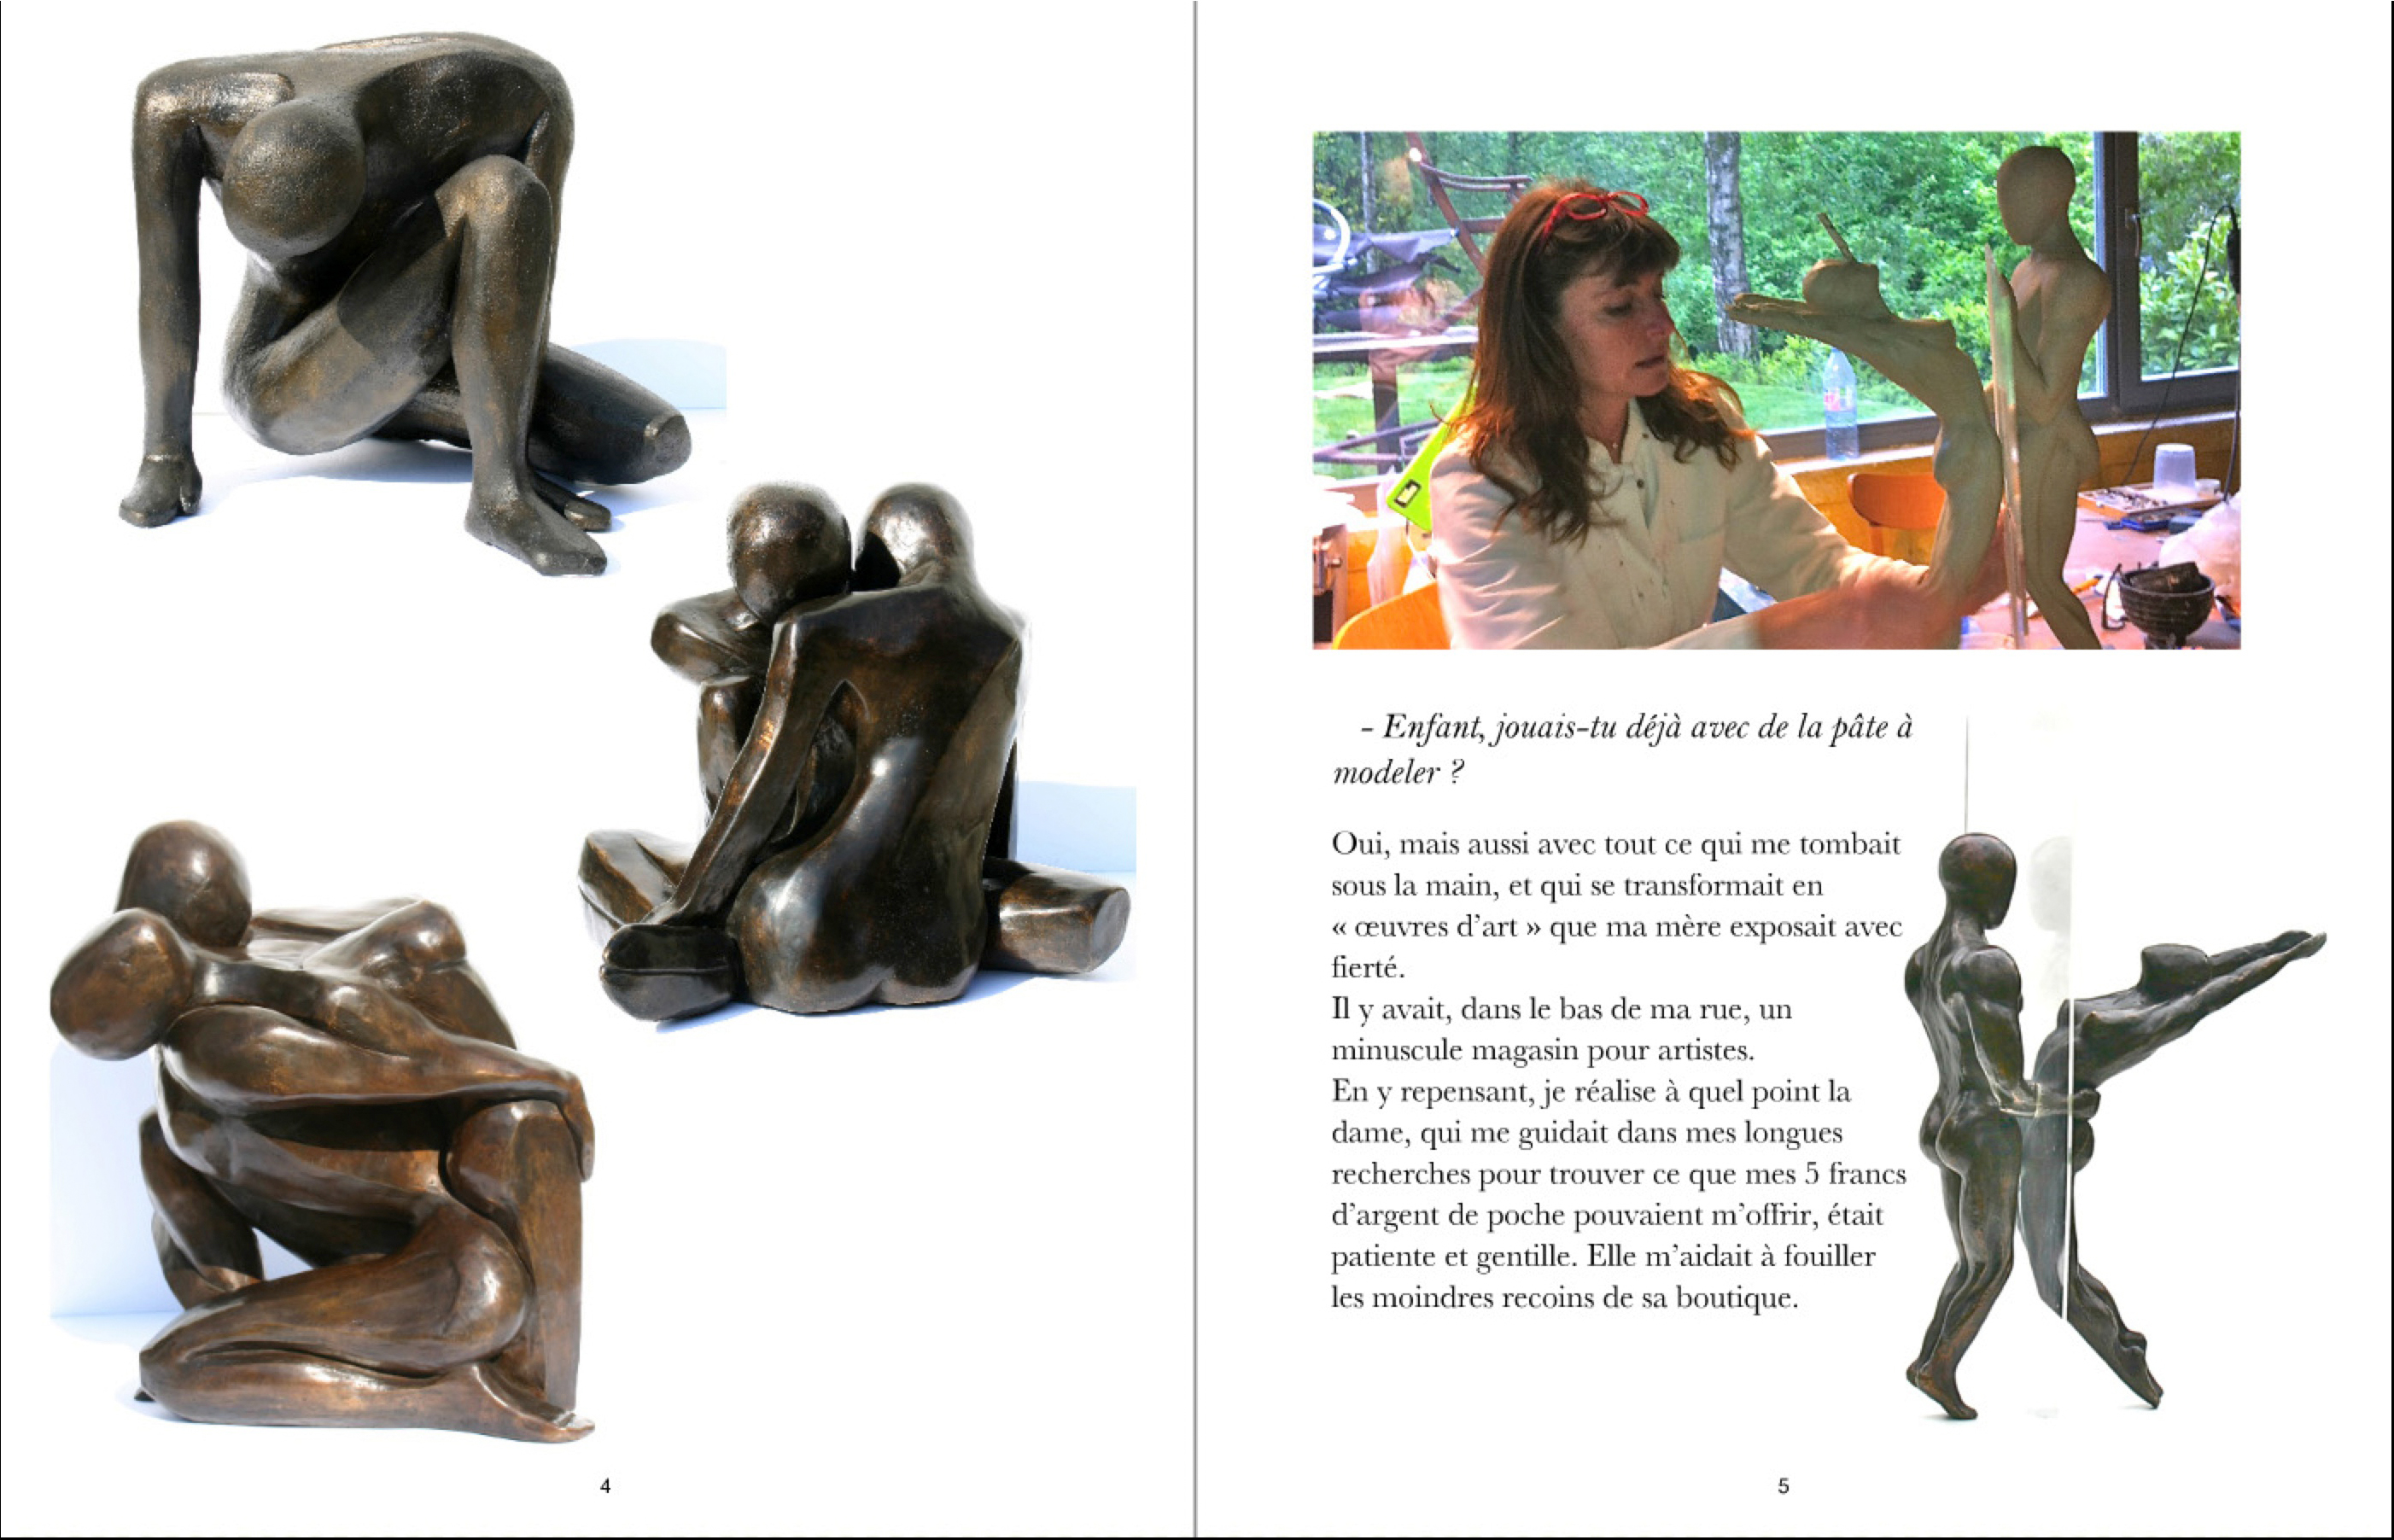 4
- Enfant, jouais-tu déjà avec de la pâte à
modeler ?
Oui, mais aussi avec tout ce qui me tombait
sous la main, et qui se transformait en
« œuvres d’art » que ma mère exposait avec
fierté.
Il y avait, dans le bas de ma rue, un
minuscule magasin pour artistes.
En y repensant, je réalise à quel point la
dame, qui me guidait dans mes longues
recherches pour trouver ce que mes 5 francs
d’argent de poche pouvaient m’offrir, était
patiente et gentille. Elle m’aidait à fouiller
les moindres recoins de sa boutique.
5